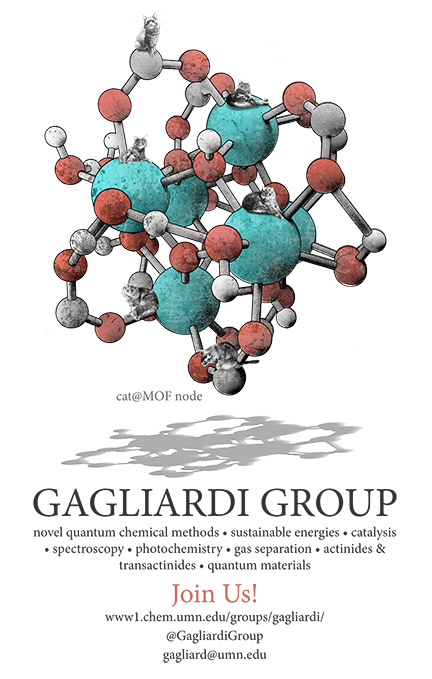 cat@MOF node
GAGLIARDI GROUP
novel quantum chemical methods • sustainable energies • catalysis
• spectroscopy • photochemistry • gas separation • actinides &
transactinides • quantum materials
Join Us!
www1.chem.umn.edu/groups/gagliardi/
@GagliardiGroup
gagliard@umn.edu